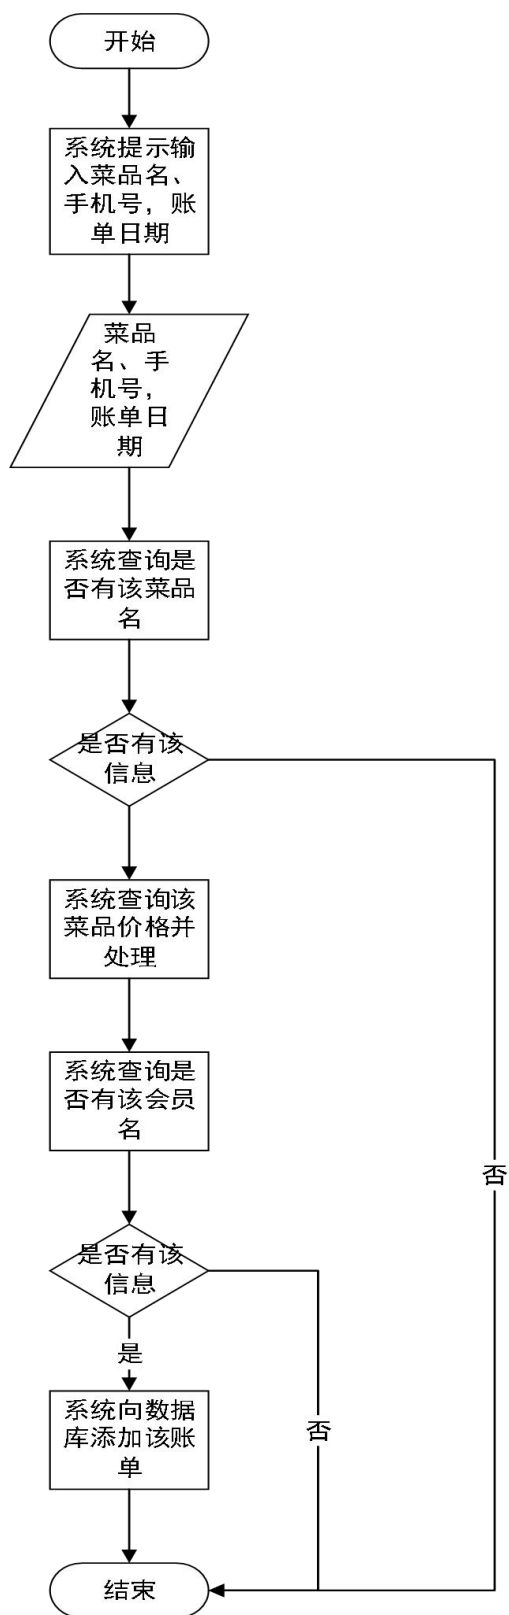 开始
系统提示输
入菜品名、
手机号，账
单日期
菜品
名、手
机号，
账单日
期
系统查询是
否有该菜品
名
是否有该
信息
系统查询该
菜品价格并
处理
系统查询是
否有该会员
名
否
是否有该
信息
是
系统向数据
库添加该账
单
否
结束